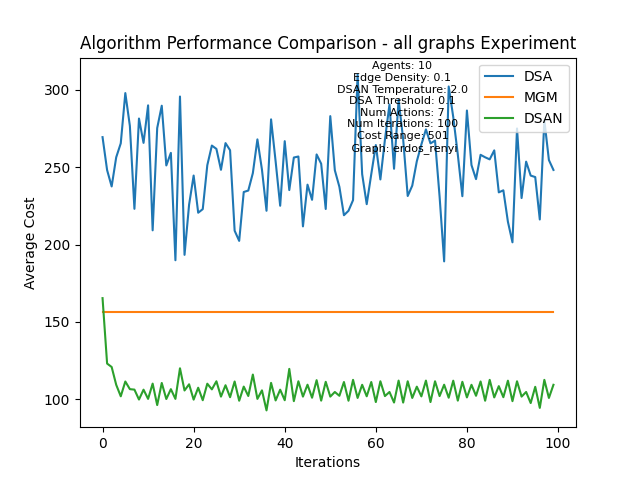 Algorithm Performance Comparison - all graphs Experiment
Agents: 10
Edge Density: 0.1
DSAN Temperature: 2.0
DSA Threshold: 0.1
Num Actions: 7
Num Iterations: 100
Cost Range: 501
Graph: erdos_renyi
DSA
MGM
DSAN
Average Cost
300
250
200
150
100
0
20
40
60
80
100
Iterations